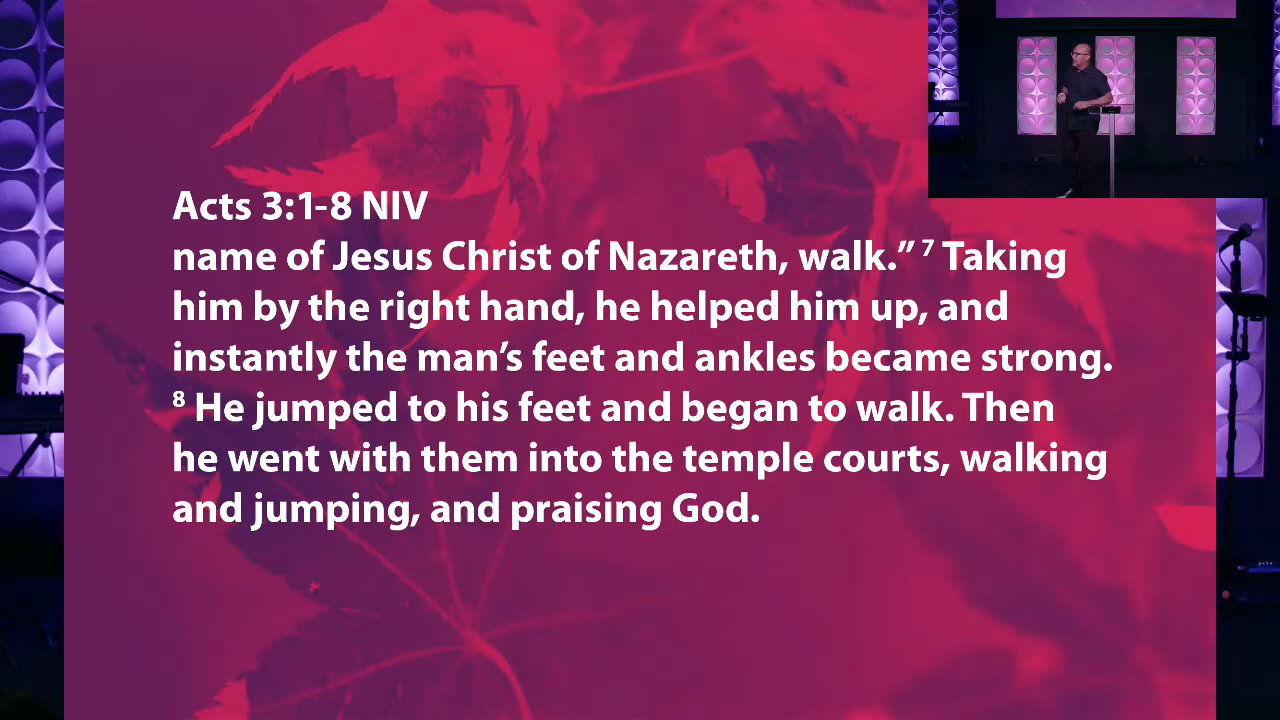 Acts 3:1-8 NIV
name of Jesus Christ of Nazareth, walk.” ⁷ Taking
him by the right hand, he helped him up, and
instantly the man’s feet and ankles became strong.
⁸ He jumped to his feet and began to walk. Then
he went with them into the temple courts, walking
and jumping, and praising God.